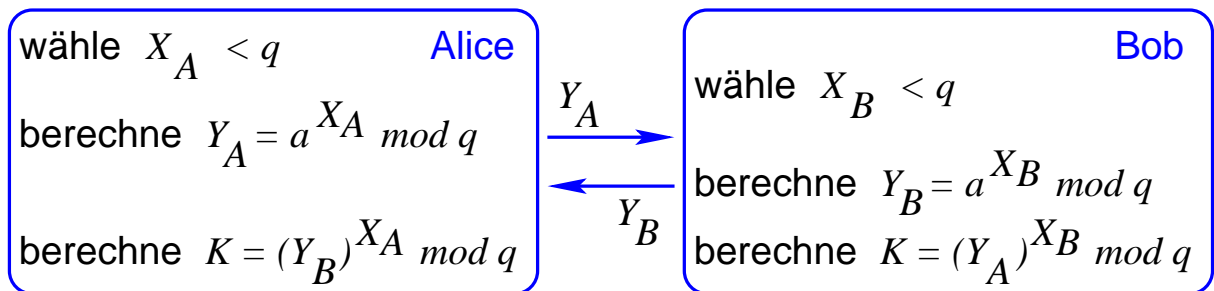 wähle X_A < q Alice
berechne Y_A = a^{X_A} mod q
berechne K = (Y_B)^{X_A} mod q
Y_A
Y_B
Bob
wähle X_B < q
berechne Y_B = a^{X_B} mod q
berechne K = (Y_A)^{X_B} mod q